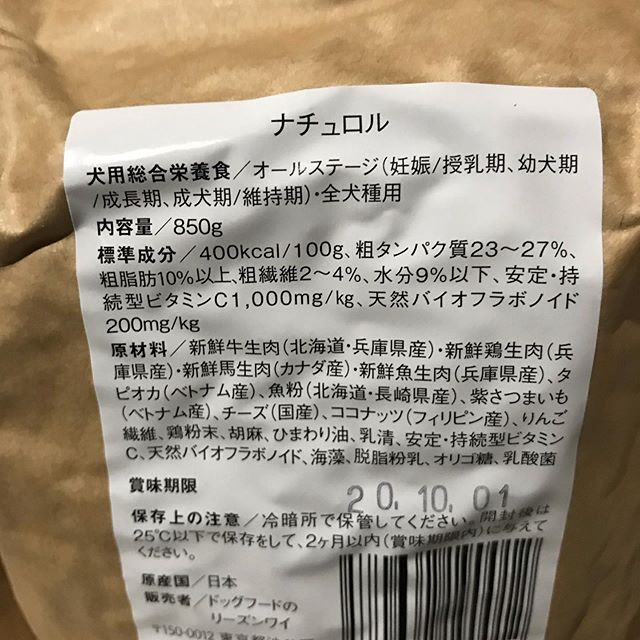 ナチュロル
犬用総合栄養食／オールステージ（妊娠/授乳期、幼犬期
/成長期、成犬期/維持期）・全犬種用
内容量／850g
標準成分／400kcal/100g、粗タンパク質23〜27%、
粗脂肪10%以上、粗繊維2〜4%、水分9%以下、安定・持
続型ビタミンC1,000mg/kg、天然バイオフラボノイド
200mg/kg
原材料／新鮮牛生肉（北海道・兵庫県産）・新鮮鶏生肉（兵
庫県産）・新鮮馬生肉（カナダ産）・新鮮魚生肉（兵庫県産）、タ
ピオカ（ベトナム産）、魚粉（北海道・長崎県産）、紫さつまいも
（ベトナム産）、チーズ（国産）、ココナッツ（フィリピン産）、りんご
繊維、鶏粉末、胡麻、ひまわり油、乳清、安定・持続型ビタミン
C、天然バイオフラボノイド、海藻、脱脂粉乳、オリゴ糖、乳酸菌
賞味期限 20.10.01
保存上の注意／冷暗所で保管してください。開封後は
25℃以下で保存をして、2ヶ月以内（賞味期限内）に与えて
ください。
原産国／日本
販売者／ドッグフードの
リーズンワイ
〒150-0012 東京都渋谷